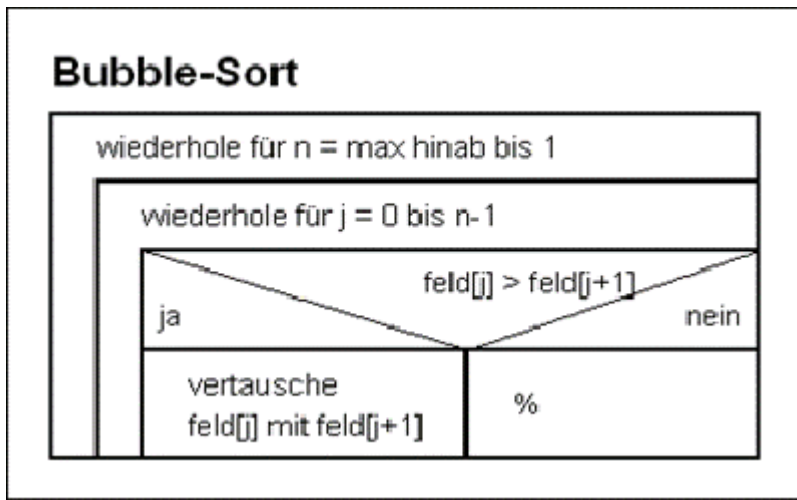 Bubble-Sort
wiederhole für n = max hinab bis 1
wiederhole für j = 0 bis n-1
feld[j] > feld[j+1]
ja
nein
vertausche
feld[j] mit feld[j+1]
%